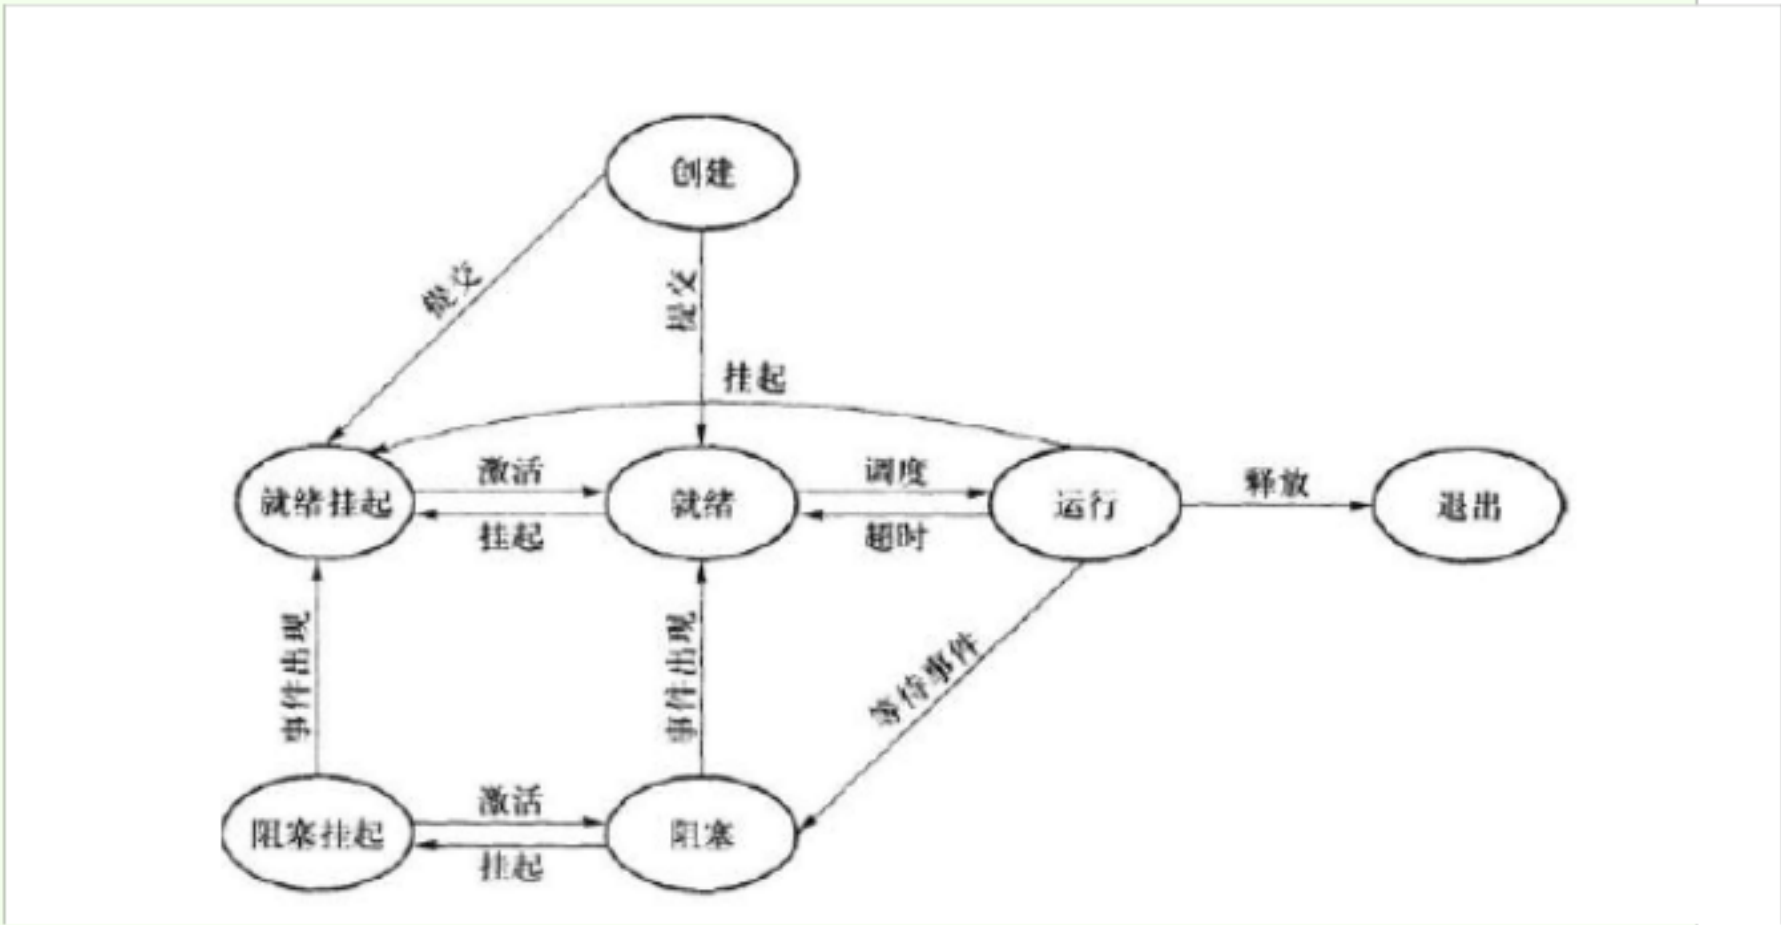 创建
提交
提交
挂起
就绪挂起
激活
挂起
就绪
调度
超时
运行
释放
退出
事件出现
事件出现
等待事件
阻塞挂起
激活
挂起
阻塞